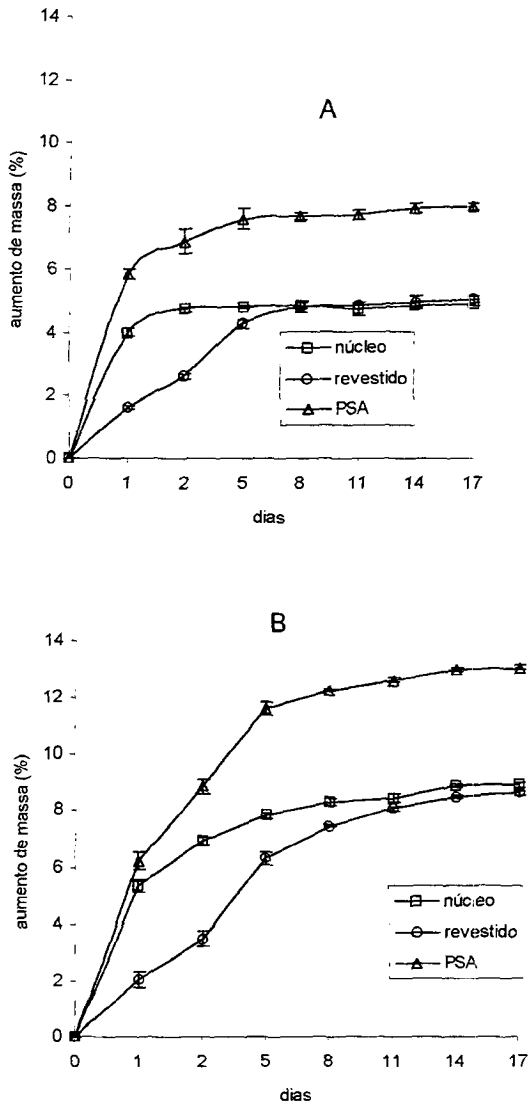 14
12
A
10
aumento de massa (%)
8
6
4
núcleo
revestido
2
PSA
0
0 1 2 5 8 11 14 17
dias
B
14
12
10
aumento de massa (%)
8
6
núcleo
4
revestido
2
PSA
0
0 1 2 5 8 11 14 17
dias